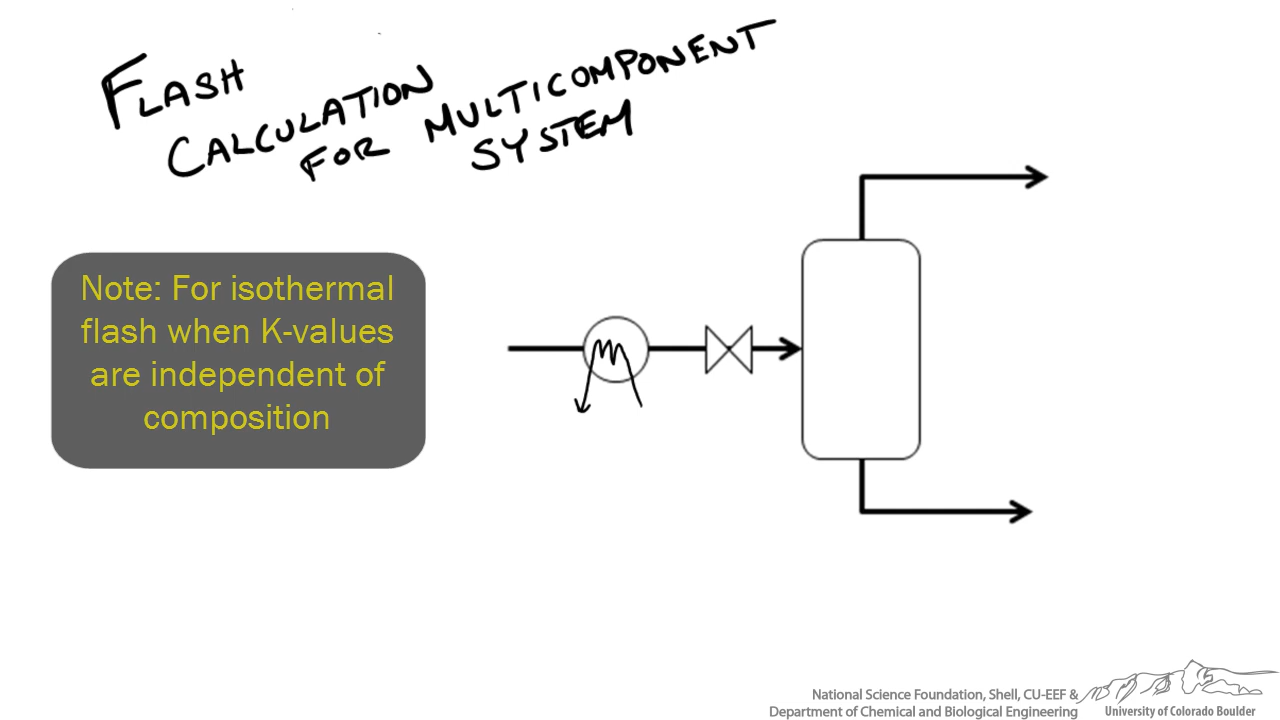 FLASH
CALCULATION
FOR MULTICOMPONENT
SYSTEM
Note: For isothermal
flash when K-values
are independent of
composition
National Science Foundation, Shell, CU-EEF &
Department of Chemical and Biological Engineering
University of Colorado Boulder